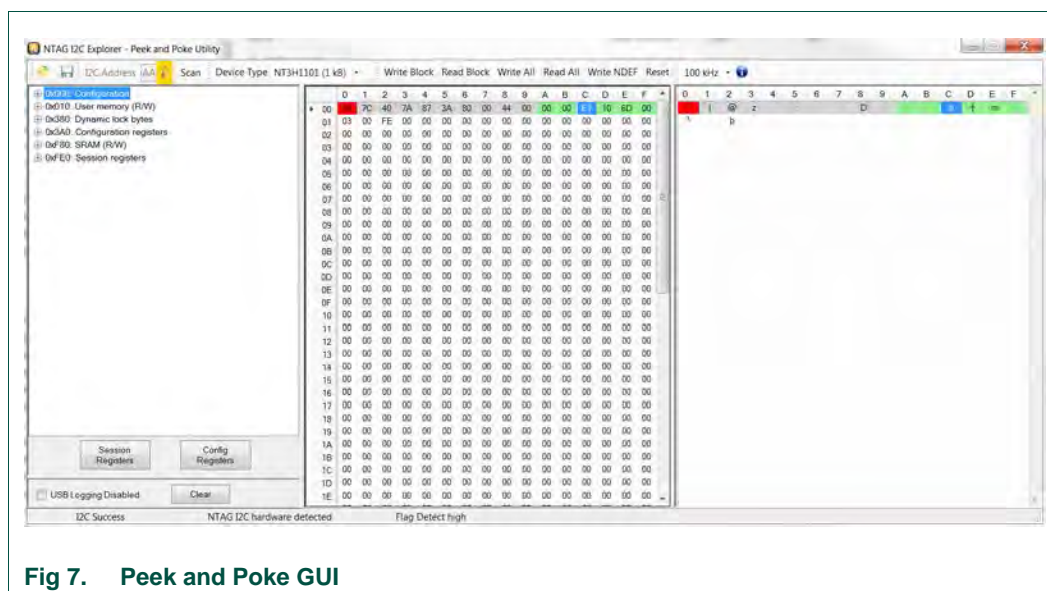 NTAG I2C Explorer - Peek and Poke Utility
I2C Address AA Scan Device Type NT3H1101 (1 kB) Write Block Read Block Write All Read All Write NDEF Reset 100 kHz
0x000: Configuration
0x010: User memory (R/W)
0x380: Dynamic lock bytes
0x3A0: Configuration registers
0xF80: SRAM (R/W)
0xFE0: Session registers
Session Registers
Config Registers
USB Logging Disabled Clear
0 1 2 3 4 5 6 7 8 9 A B C D E F
00 7C 40 7A 87 3A 80 00 44 00 00 00 E1 10 6D 00
01 03 00 FE 00 00 00 00 00 00 00 00 00 00 00 00 00
02 00 00 00 00 00 00 00 00 00 00 00 00 00 00 00 00
03 00 00 00 00 00 00 00 00 00 00 00 00 00 00 00 00
04 00 00 00 00 00 00 00 00 00 00 00 00 00 00 00 00
05 00 00 00 00 00 00 00 00 00 00 00 00 00 00 00 00
06 00 00 00 00 00 00 00 00 00 00 00 00 00 00 00 00
07 00 00 00 00 00 00 00 00 00 00 00 00 00 00 00 00
08 00 00 00 00 00 00 00 00 00 00 00 00 00 00 00 00
09 00 00 00 00 00 00 00 00 00 00 00 00 00 00 00 00
0A 00 00 00 00 00 00 00 00 00 00 00 00 00 00 00 00
0B 00 00 00 00 00 00 00 00 00 00 00 00 00 00 00 00
0C 00 00 00 00 00 00 00 00 00 00 00 00 00 00 00 00
0D 00 00 00 00 00 00 00 00 00 00 00 00 00 00 00 00
0E 00 00 00 00 00 00 00 00 00 00 00 00 00 00 00 00
0F 00 00 00 00 00 00 00 00 00 00 00 00 00 00 00 00
10 00 00 00 00 00 00 00 00 00 00 00 00 00 00 00 00
11 00 00 00 00 00 00 00 00 00 00 00 00 00 00 00 00
12 00 00 00 00 00 00 00 00 00 00 00 00 00 00 00 00
13 00 00 00 00 00 00 00 00 00 00 00 00 00 00 00 00
14 00 00 00 00 00 00 00 00 00 00 00 00 00 00 00 00
15 00 00 00 00 00 00 00 00 00 00 00 00 00 00 00 00
16 00 00 00 00 00 00 00 00 00 00 00 00 00 00 00 00
17 00 00 00 00 00 00 00 00 00 00 00 00 00 00 00 00
18 00 00 00 00 00 00 00 00 00 00 00 00 00 00 00 00
19 00 00 00 00 00 00 00 00 00 00 00 00 00 00 00 00
1A 00 00 00 00 00 00 00 00 00 00 00 00 00 00 00 00
1B 00 00 00 00 00 00 00 00 00 00 00 00 00 00 00 00
1C 00 00 00 00 00 00 00 00 00 00 00 00 00 00 00 00
1D 00 00 00 00 00 00 00 00 00 00 00 00 00 00 00 00
1E 00 00 00 00 00 00 00 00 00 00 00 00 00 00 00 00
0 1 2 3 4 5 6 7 8 9 A B C D E F
| @ z D á † m
þ
I2C Success NTAG I2C hardware detected Flag Detect high
Fig 7. Peek and Poke GUI